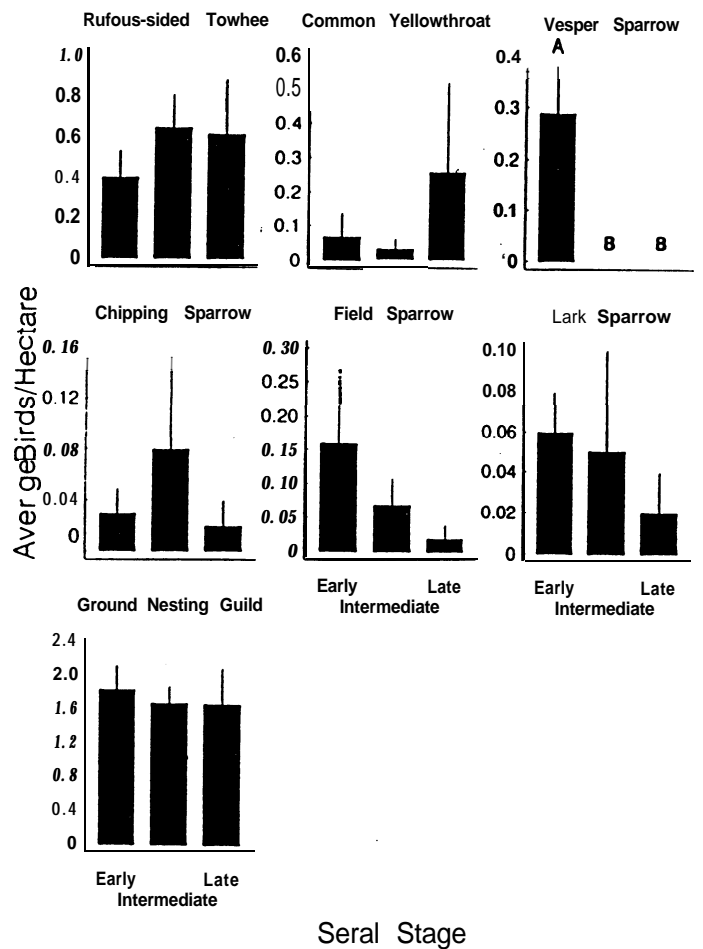 Rufous-sided Towhee
1.0
0.8
0.6
0.4
0.2
0
Common Yellowthroat
0.6
0.5
0.4
0.3
0.2
0.1
0
Vesper Sparrow
A
0.4
0.3
0.2
0.1
0
B B
Aver geBirds/Hectare
Chipping Sparrow
0.16
0.12
0.08
0.04
0
Field Sparrow
0.30
0.25
0.20
0.15
0.10
0.05
0
Early Late
Intermediate
Lark Sparrow
0.10
0.08
0.06
0.04
0.02
0
Early Late
Intermediate
Ground Nesting Guild
2.4
2.0
1.6
1.2
0.8
0.4
0
Early Late
Intermediate
Seral Stage